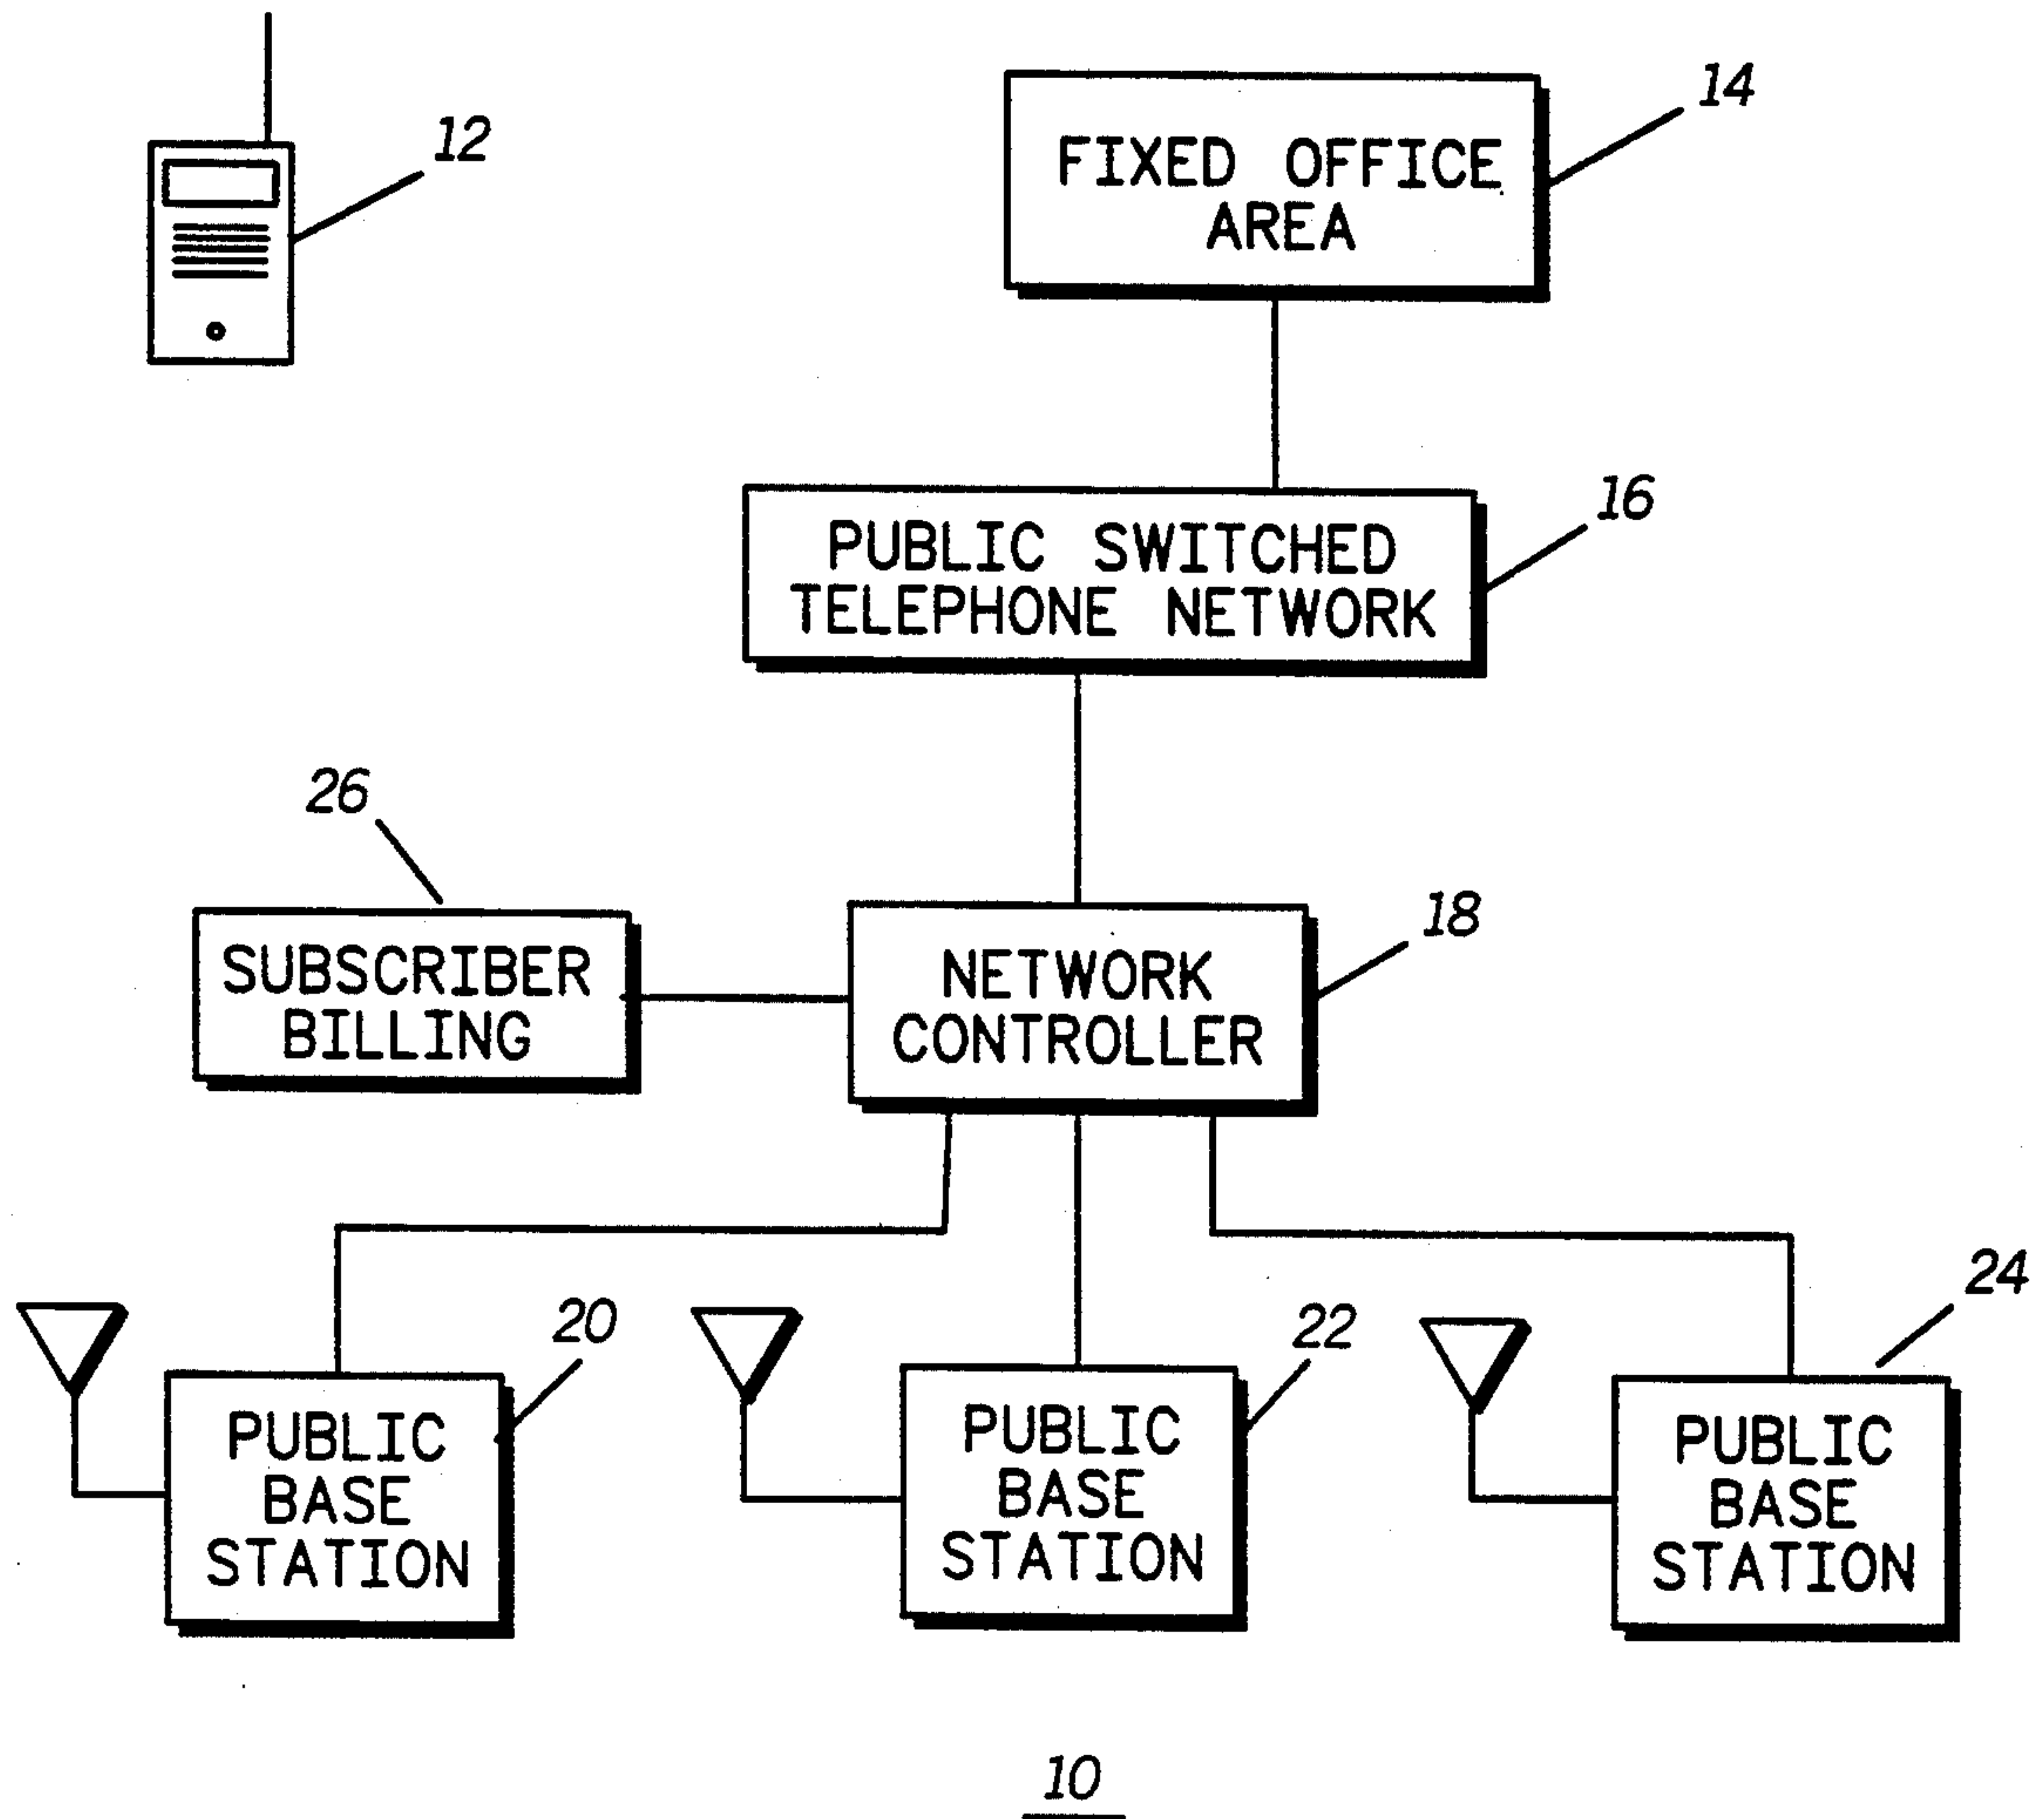 12
14
FIXED OFFICE
AREA
16
PUBLIC SWITCHED
TELEPHONE NETWORK
26
18
SUBSCRIBER
BILLING
NETWORK
CONTROLLER
20
22
24
PUBLIC
BASE
STATION
PUBLIC
BASE
STATION
PUBLIC
BASE
STATION
10